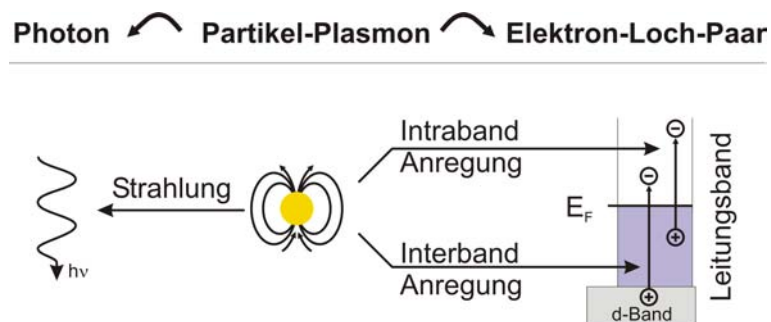 Photon Partikel-Plasmon Elektron-Loch-Paar
Strahlung
hν
Intraband
Anregung
Interband
Anregung
E_F
d-Band
Leitungsband